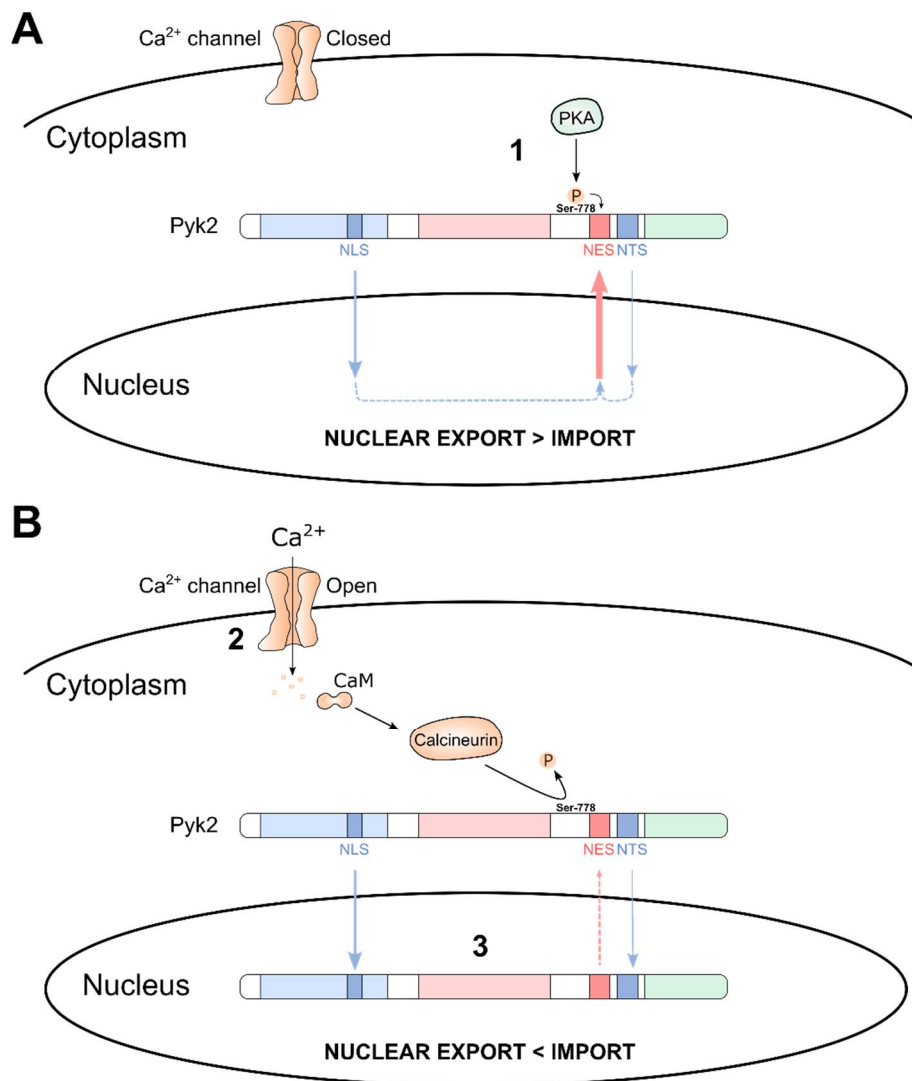 A
Ca²⁺ channel Closed
Cytoplasm
PKA
1
P
Ser-778
Pyk2
NLS NES NTS
Nucleus
NUCLEAR EXPORT > IMPORT
B
Ca²⁺
Ca²⁺ channel Open
2
Cytoplasm
CaM
Calcineurin
P
Ser-778
Pyk2
NLS NES NTS
3
Nucleus
NUCLEAR EXPORT < IMPORT